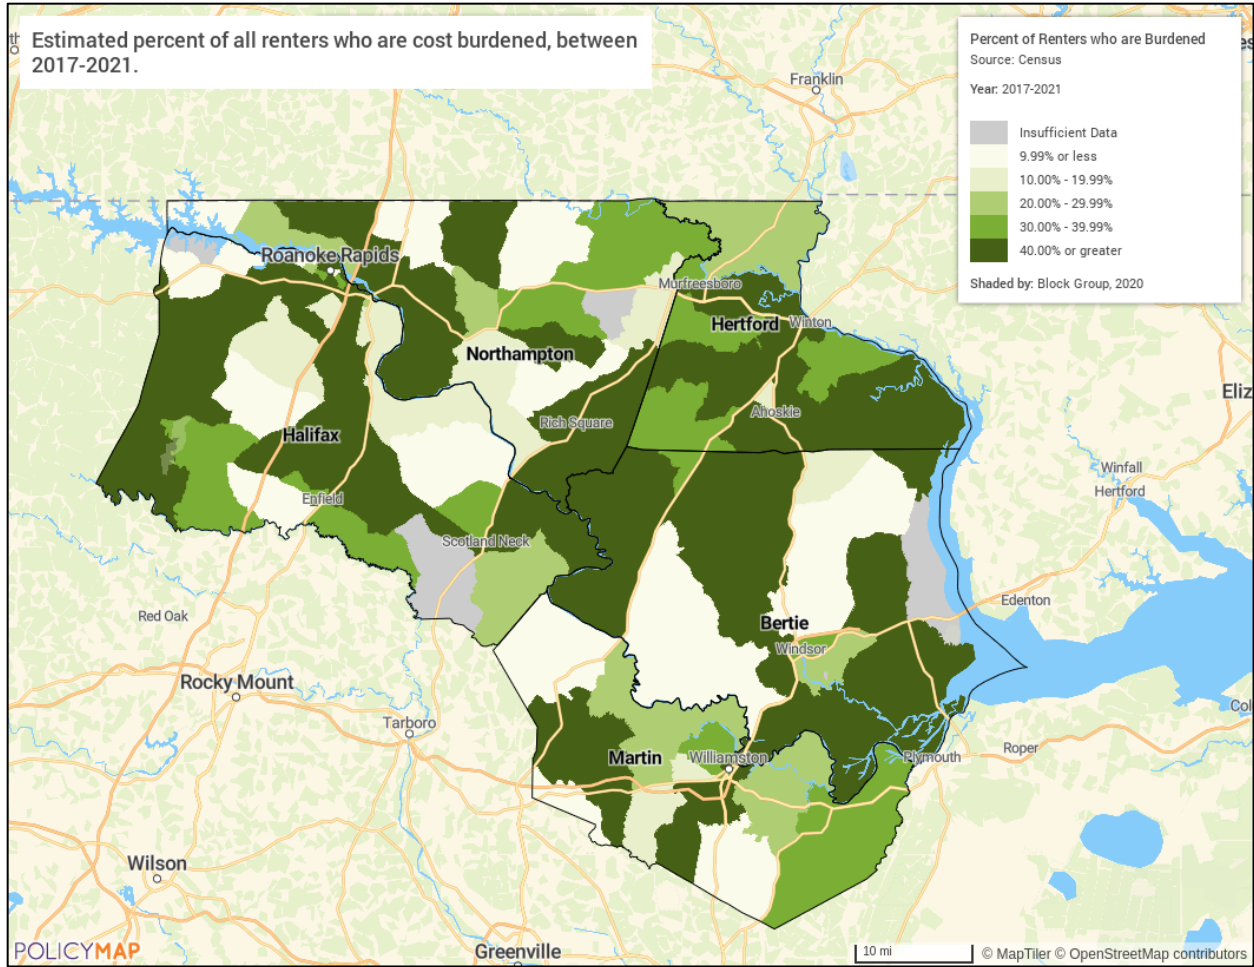 Estimated percent of all renters who are cost burdened, between
2017-2021.
Percent of Renters who are Burdened
Source: Census
Year: 2017-2021
Insufficient Data
9.99% or less
10.00% - 19.99%
20.00% - 29.99%
30.00% - 39.99%
40.00% or greater
Shaded by: Block Group, 2020
Franklin
Roanoke Rapids
Murfreesboro
Hertford
Winton
Northampton
Eliz
Ahoskie
Rich Square
Halifax
Winfall
Hertford
Enfield
Scotland Neck
Edenton
Red Oak
Bertie
Windsor
Rocky Mount
Col
Tarboro
Roper
Martin
Williamston
Plymouth
Wilson
Greenville
POLICYMAP
10 mi
© MapTiler © OpenStreetMap contributors